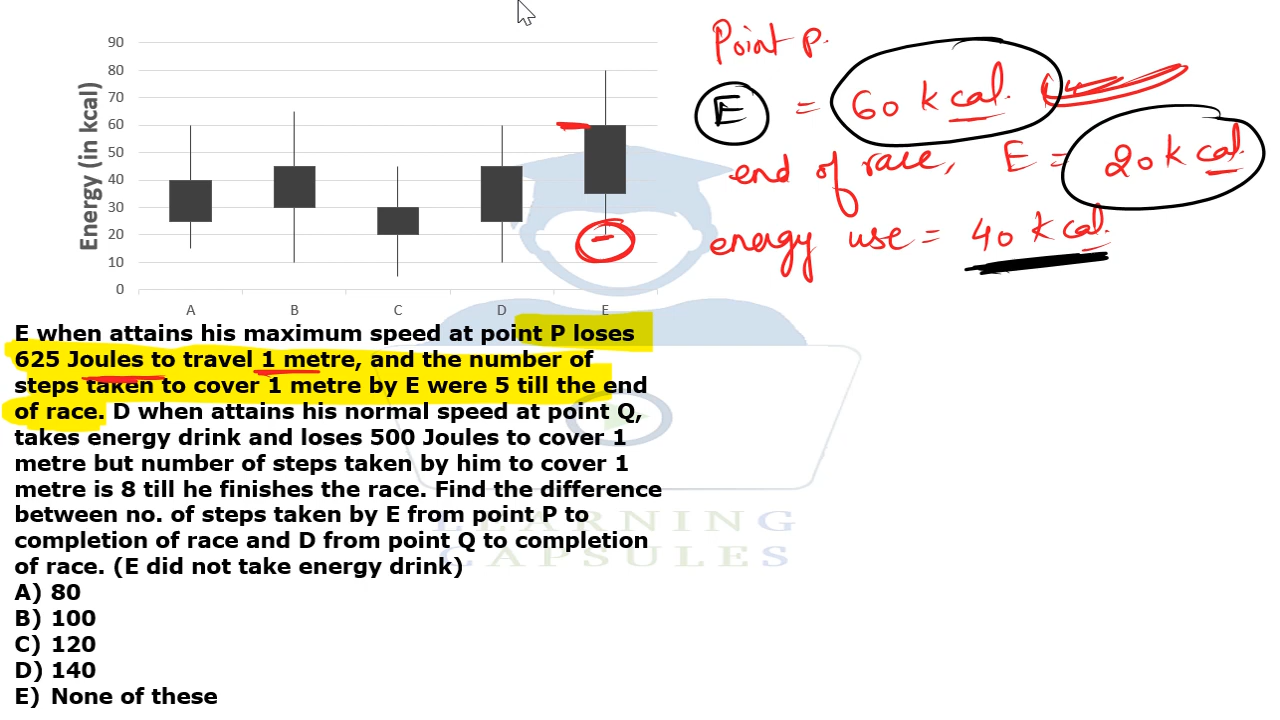 90
80
70
60
50
40
30
20
10
0
Energy (in kcal)
A B C D E
Point P.
E = 60 k cal.
end of race, E = 20 k cal.
energy use = 40 k cal.
E when attains his maximum speed at point P loses
625 Joules to travel 1 metre, and the number of
steps taken to cover 1 metre by E were 5 till the end
of race. D when attains his normal speed at point Q,
takes energy drink and loses 500 Joules to cover 1
metre but number of steps taken by him to cover 1
metre is 8 till he finishes the race. Find the difference
between no. of steps taken by E from point P to
completion of race and D from point Q to completion
of race. (E did not take energy drink)
A) 80
B) 100
C) 120
D) 140
E) None of these
LEARNING
CAPSULES